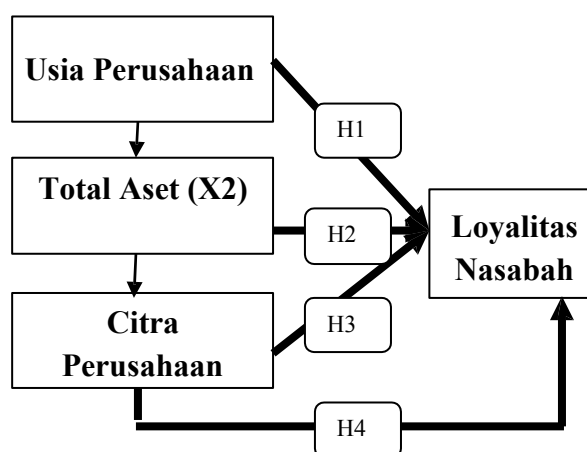 Usia Perusahaan
H1
Total Aset (X2)
H2
Loyalitas
Nasabah
Citra
Perusahaan
H3
H4